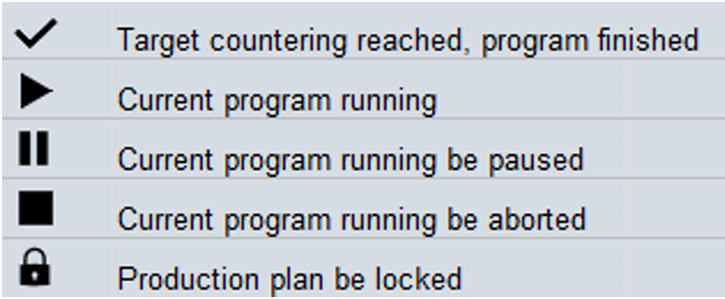 Target countering reached, program finished
Current program running
Current program running be paused
Current program running be aborted
Production plan be locked